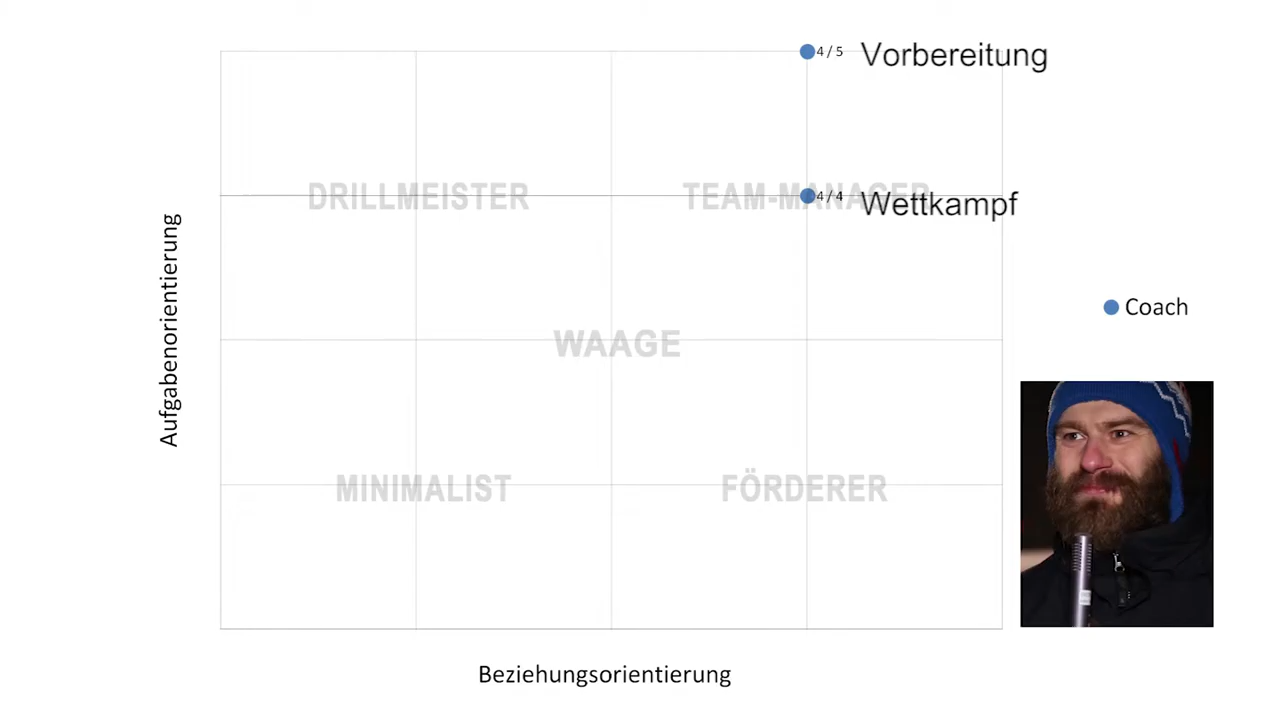 4 / 5 Vorbereitung
DRILLMEISTER TEAM-MANAGER
4 / 4 Wettkampf
Aufgabenorientierung
Coach
WAAGE
MINIMALIST FÖRDERER
Beziehungsorientierung